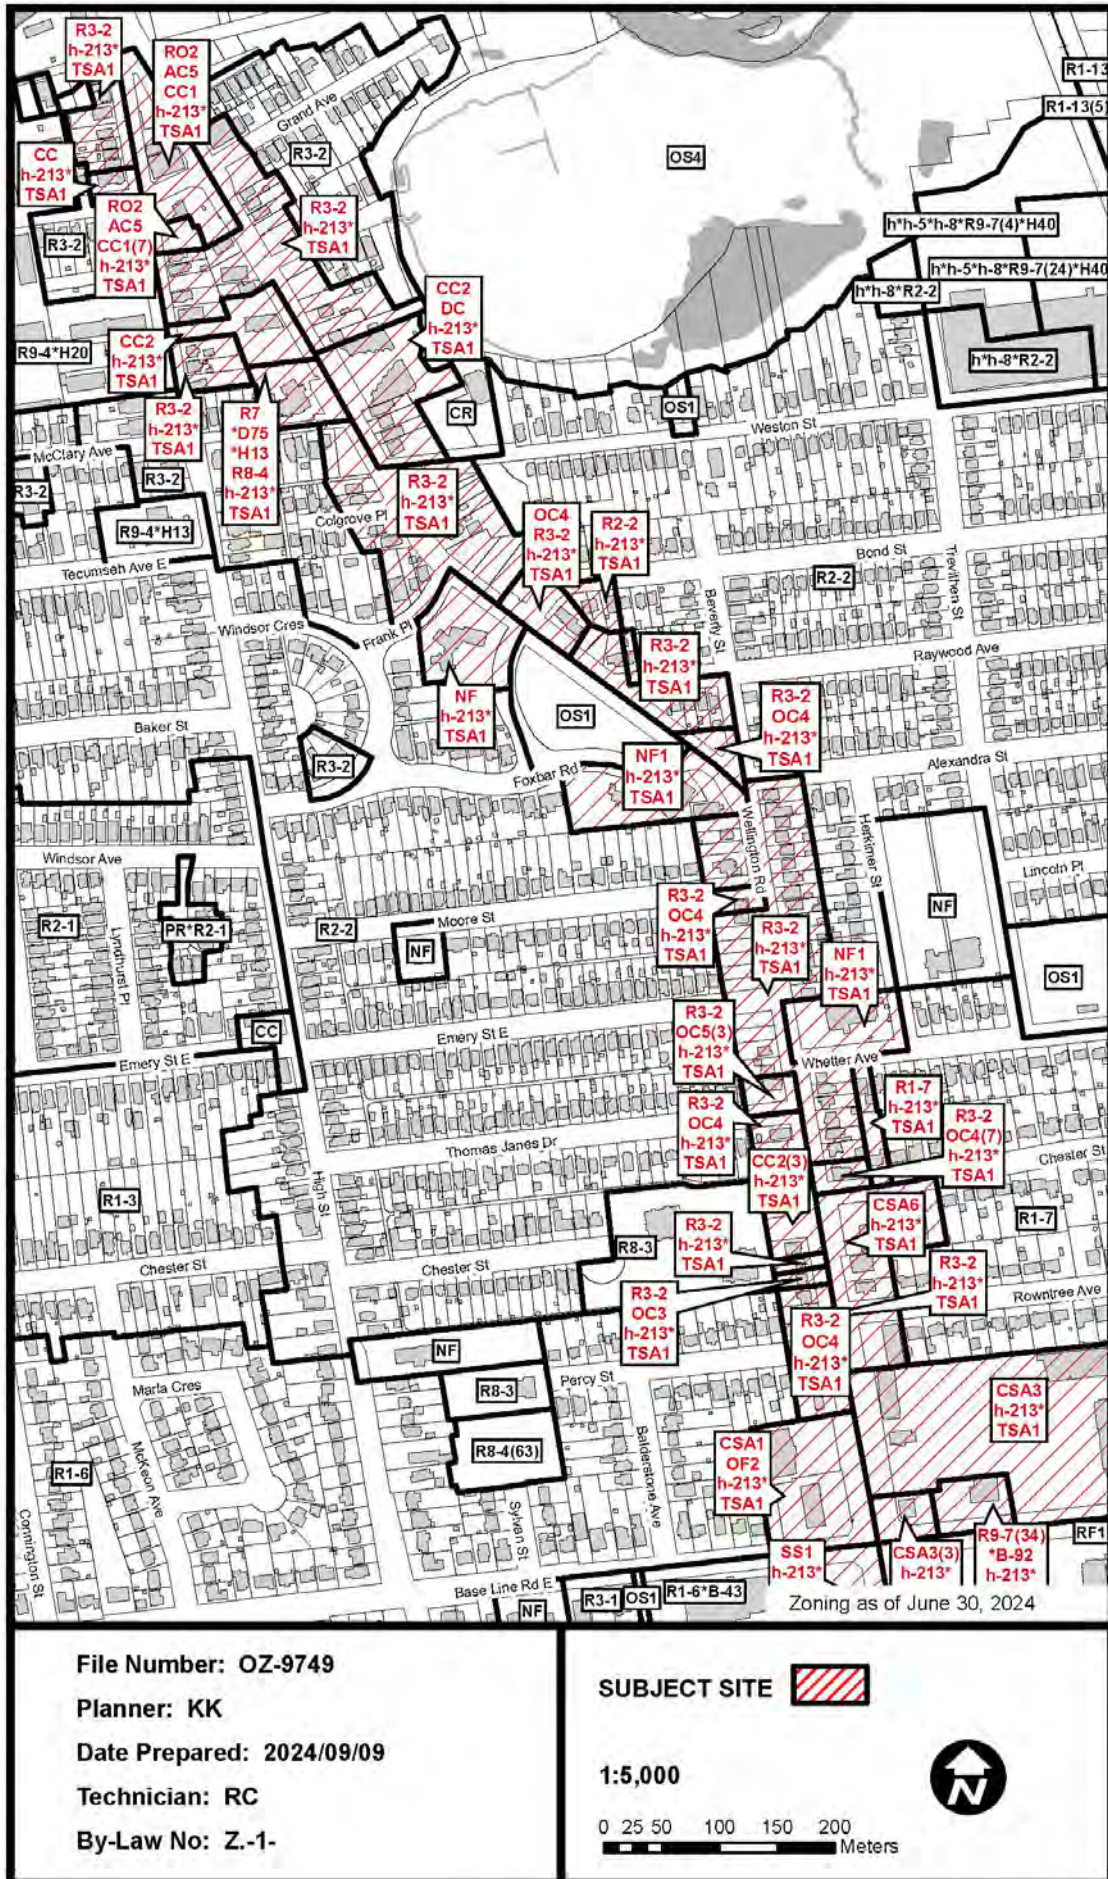 R3-2
h-213*
TSA1
RO2
AC5
CC1
h-213*
TSA1
Grand Ave
R3-2
OS4
R1-13
R1-13(5)
CC
h-213*
TSA1
RO2
AC5
CC1(7)
h-213*
TSA1
R3-2
R3-2
h-213*
TSA1
h*h-5*h-8*R9-7(4)*H40
h*h-5*h-8*R9-7(24)*H40
h*h-8*R2-2
h*h-8*R2-2
CC2
DC
h-213*
TSA1
R9-4*H20
CC2
h-213*
TSA1
R3-2
h-213*
TSA1
R7
*D75
*H13
R8-4
h-213*
TSA1
CR
OS1
Weston St
McClary Ave
R3-2
R3-2
R9-4*H13
Colgrove Pl
R3-2
h-213*
TSA1
OC4
R3-2
h-213*
TSA1
R2-2
h-213*
TSA1
Bond St
R2-2
Trevithen St
Tecumseh Ave E
Windsor Cres
Frank Pl
Beverly St
Raywood Ave
R3-2
h-213*
TSA1
NF
h-213*
TSA1
OS1
R3-2
OC4
h-213*
TSA1
Baker St
R3-2
Foxbar Rd
NF1
h-213*
TSA1
Alexandra St
Wellington Rd
Herkimer St
Lincoln Pl
Windsor Ave
R2-1
Lyndhurst Pl
PR*R2-1
R2-2
Moore St
NF
R3-2
OC4
h-213*
TSA1
R3-2
h-213*
TSA1
NF1
h-213*
TSA1
NF
OS1
CC
Emery St E
Emery St E
R3-2
OC5(3)
h-213*
TSA1
Whetter Ave
R3-2
OC4
h-213*
TSA1
R1-7
h-213*
TSA1
R3-2
OC4(7)
h-213*
TSA1
Thomas Janes Dr
CC2(3)
h-213*
TSA1
Chester St
R1-3
High St
CSA6
h-213*
TSA1
R1-7
R3-2
h-213*
TSA1
R8-3
Chester St
Chester St
R3-2
h-213*
TSA1
R3-2
OC3
h-213*
TSA1
Rowntree Ave
R3-2
OC4
h-213*
TSA1
NF
Percy St
Marla Cres
R8-3
CSA3
h-213*
TSA1
R8-4(63)
CSA1
OF2
h-213*
TSA1
R1-6
McKeon Ave
Balderstone Ave
Connington St
Sylvan St
R9-7(34)
*B-92
h-213*
RF1
CSA3(3)
h-213*
SS1
h-213*
Base Line Rd E
NF
R3-1
OS1
R1-6*B-43
Zoning as of June 30, 2024
File Number: OZ-9749
Planner: KK
Date Prepared: 2024/09/09
Technician: RC
By-Law No: Z.-1-
SUBJECT SITE
1:5,000
N
0 25 50 100 150 200
Meters